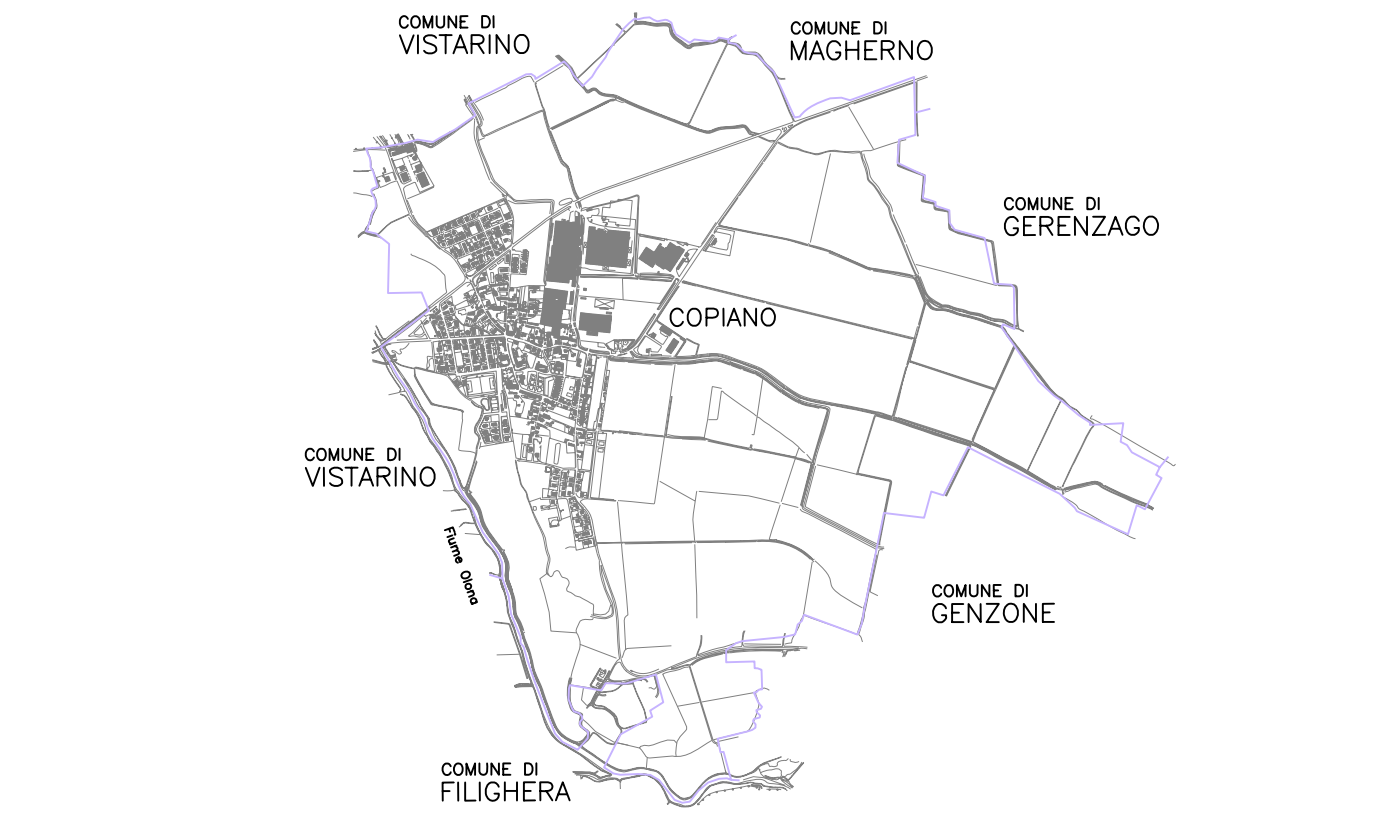 COMUNE DI
VISTARINO
COMUNE DI
MAGHERNO
COMUNE DI
GERENZAGO
COPIANO
COMUNE DI
VISTARINO
Fiume Olona
COMUNE DI
GENZONE
COMUNE DI
FILIGHERA